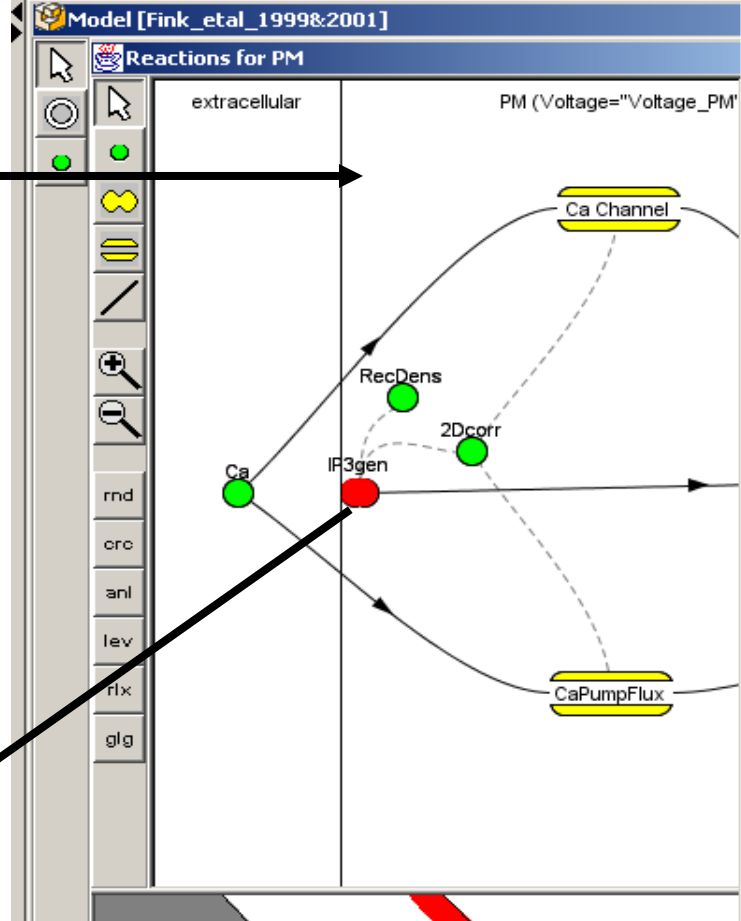 Model [Fink_etal_1999&2001]
Reactions for PM
extracellular
PM (Voltage="Voltage_PM"
Ca Channel
RecDens
2Dcorr
IP3gen
Ca
CaPumpFlux
rnd
crc
anl
lev
rlx
glg